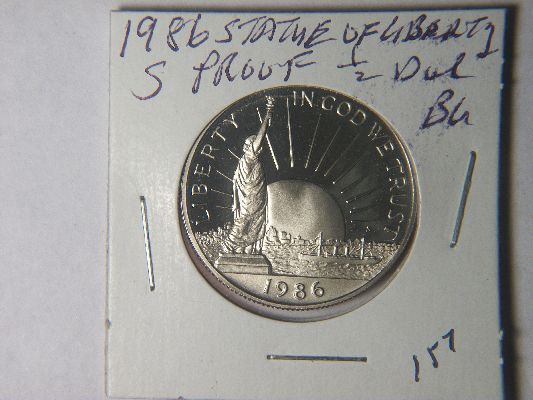 1986 STATUE OF LIBERTY
S PROOF 1/2 Dol
BU
LIBERTY IN GOD WE TRUST
1986
157